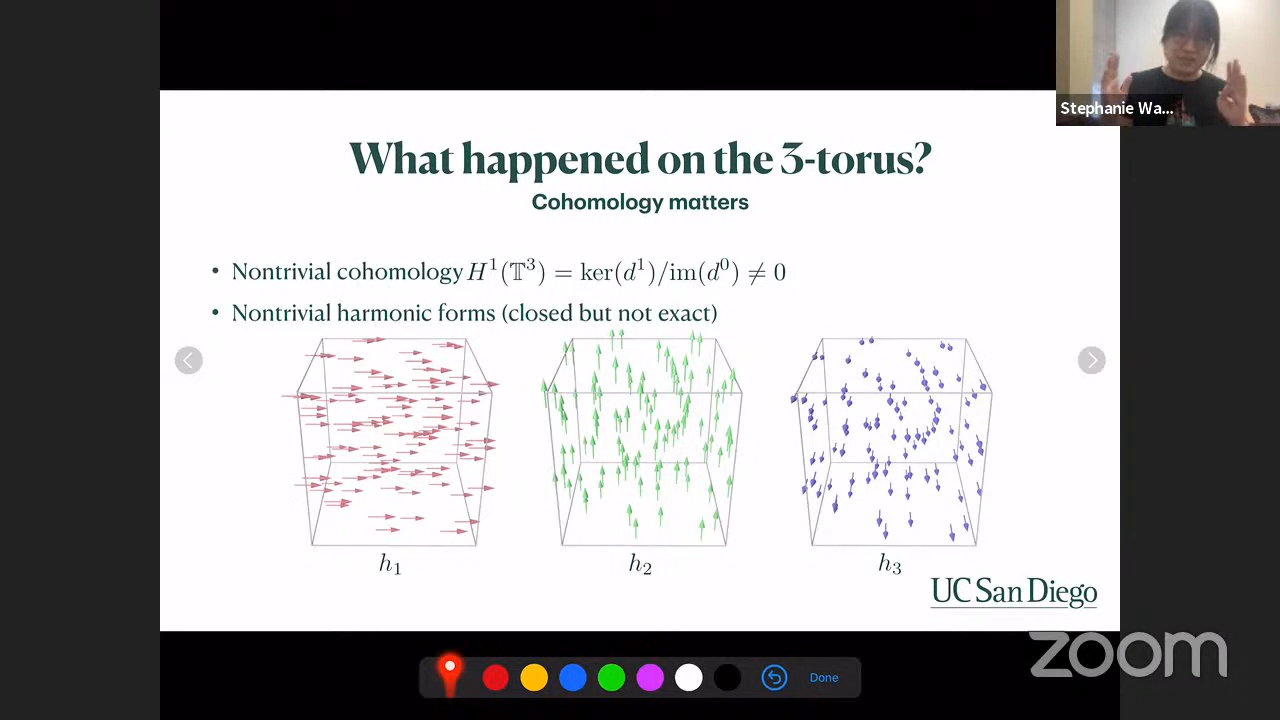 Stephanie Wa...
What happened on the 3-torus?
Cohomology matters
• Nontrivial cohomology H¹(𝕋³) = ker(d¹)/im(d⁰) ≠ 0
• Nontrivial harmonic forms (closed but not exact)
h₁ h₂ h₃
UC San Diego
zoom
Done